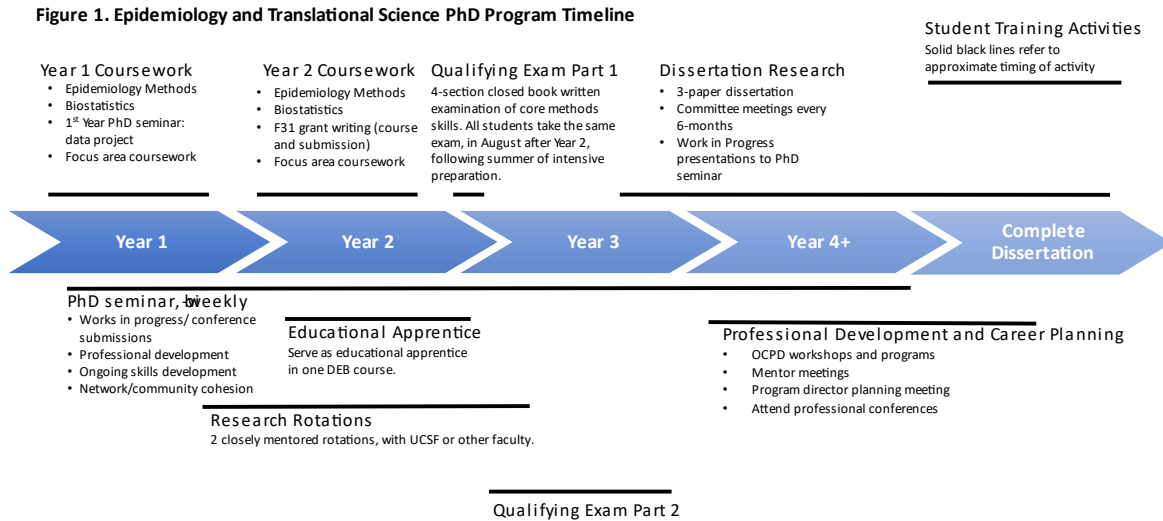 Figure 1. Epidemiology and Translational Science PhD Program Timeline
Student Training Activities
Solid black lines refer to
approximate timing of activity
Year 1 Coursework
• Epidemiology Methods
• Biostatistics
• 1st Year PhD seminar:
data project
• Focus area coursework
Year 2 Coursework
• Epidemiology Methods
• Biostatistics
• F31 grant writing (course
and submission)
• Focus area coursework
Qualifying Exam Part 1
4-section closed book written
examination of core methods
skills. All students take the same
exam, in August after Year 2,
following summer of intensive
preparation.
Dissertation Research
• 3-paper dissertation
• Committee meetings every
6-months
• Work in Progress
presentations to PhD
seminar
Year 1
Year 2
Year 3
Year 4+
Complete
Dissertation
PhD seminar, bi-weekly
• Works in progress/ conference
submissions
• Professional development
• Ongoing skills development
• Network/community cohesion
Educational Apprentice
Serve as educational apprentice
in one DEB course.
Professional Development and Career Planning
• OCPD workshops and programs
• Mentor meetings
• Program director planning meeting
• Attend professional conferences
Research Rotations
2 closely mentored rotations, with UCSF or other faculty.
Qualifying Exam Part 2